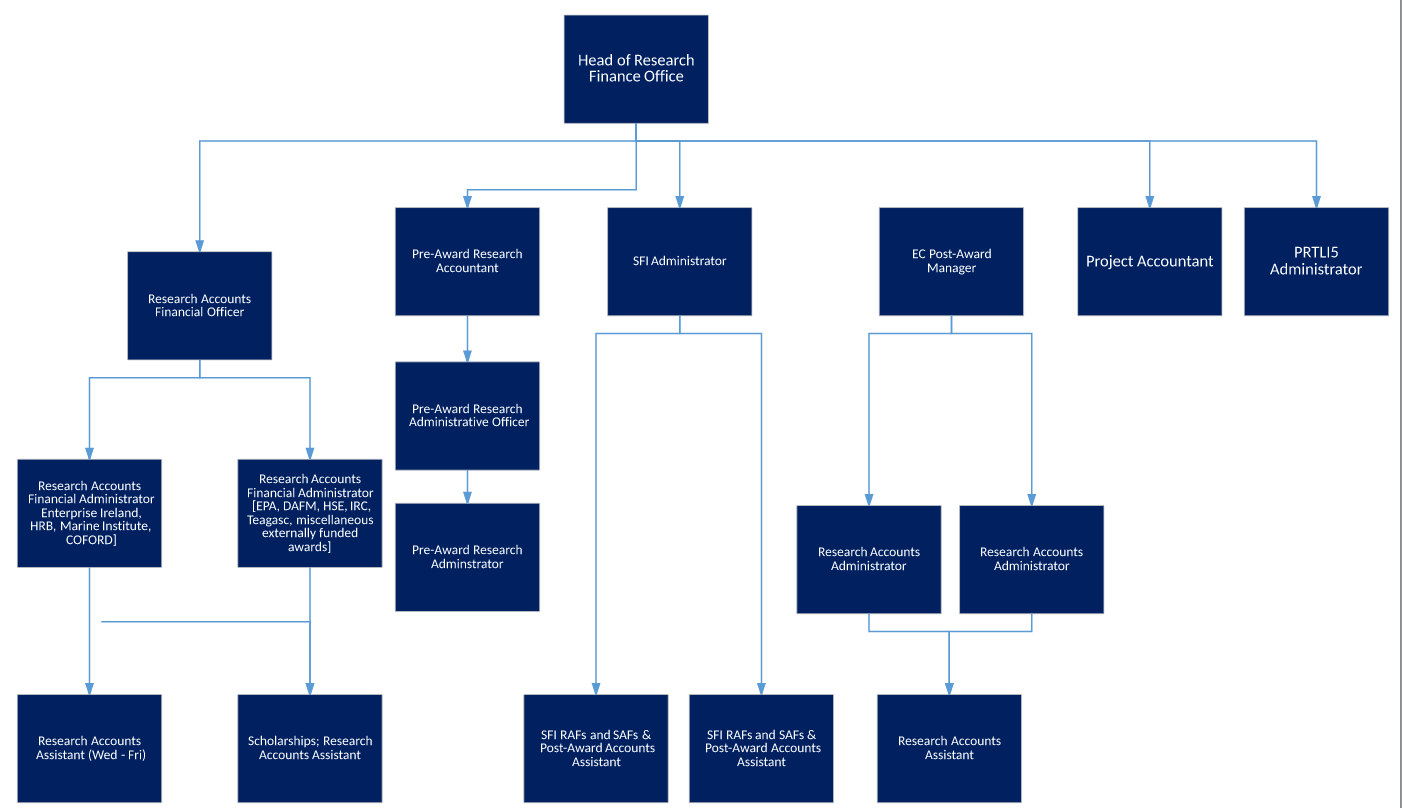 Head of Research
Finance Office
Pre-Award Research
Accountant
SFI Administrator
EC Post-Award
Manager
Project Accountant
PRTLI5
Administrator
Research Accounts
Financial Officer
Pre-Award Research
Administrative Officer
Research Accounts
Financial Administrator
Enterprise Ireland,
HRB, Marine Institute,
COFORD]
Research Accounts
Financial Administrator
[EPA, DAFM, HSE, IRC,
Teagasc, miscellaneous
externally funded
awards]
Pre-Award Research
Adminstrator
Research Accounts
Administrator
Research Accounts
Administrator
Research Accounts
Assistant (Wed - Fri)
Scholarships; Research
Accounts Assistant
SFI RAFs and SAFs &
Post-Award Accounts
Assistant
SFI RAFs and SAFs &
Post-Award Accounts
Assistant
Research Accounts
Assistant